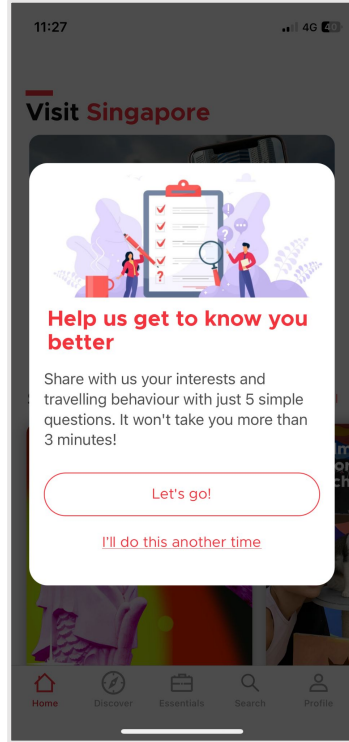 11:27
4G 40
Visit Singapore
Help us get to know you
better
Share with us your interests and
travelling behaviour with just 5 simple
questions. It won't take you more than
3 minutes!
Let's go!
I'll do this another time
Home Discover Essentials Search Profile